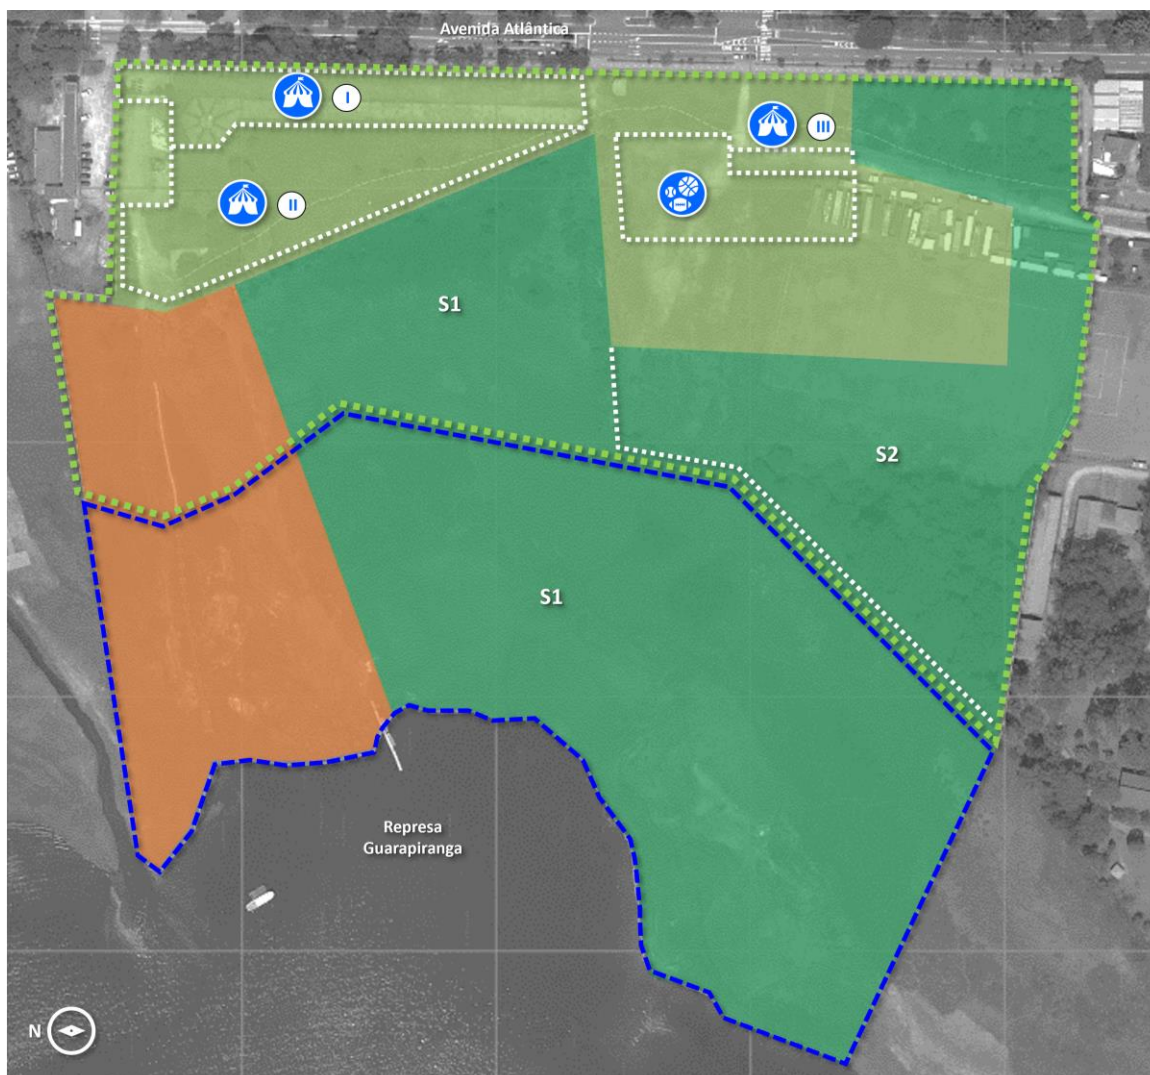 Avenida Atlântica
I
III
II
S1
S2
S1
Represa
Guarapiranga
N